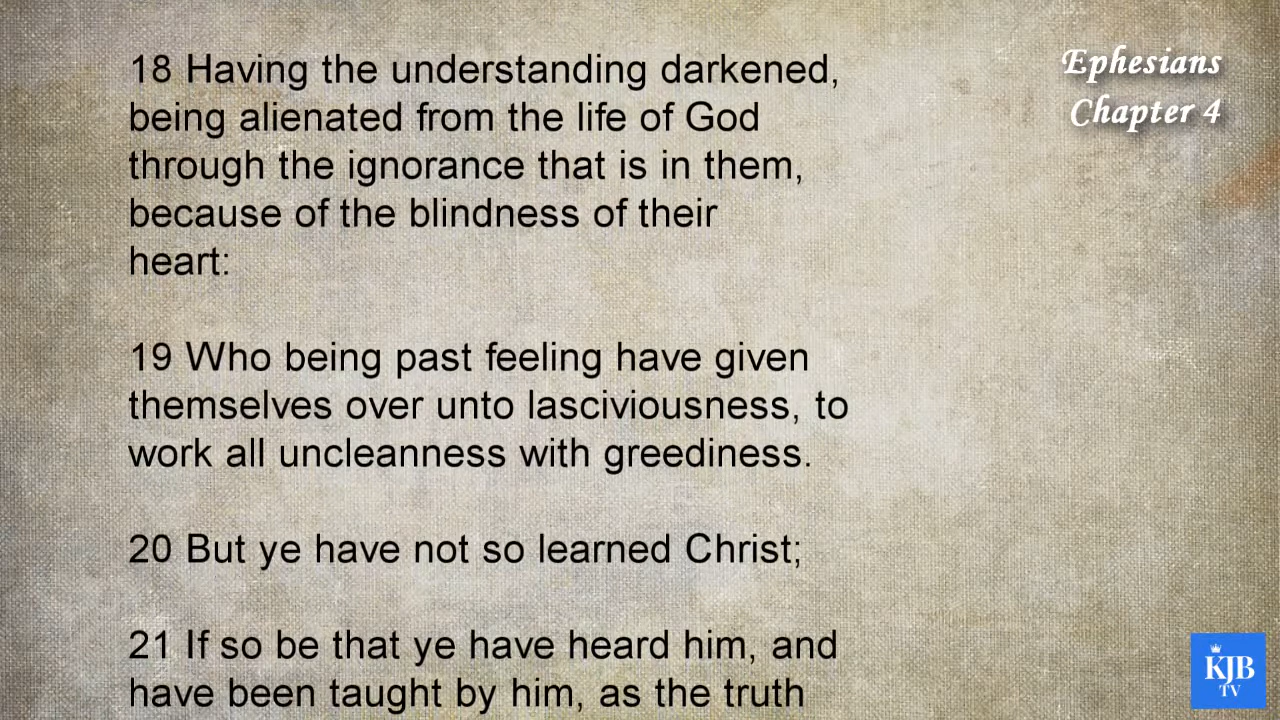 18 Having the understanding darkened,
being alienated from the life of God
through the ignorance that is in them,
because of the blindness of their
heart:
19 Who being past feeling have given
themselves over unto lasciviousness, to
work all uncleanness with greediness.
20 But ye have not so learned Christ;
21 If so be that ye have heard him, and
have been taught by him, as the truth
Ephesians
Chapter 4
KJB
TV